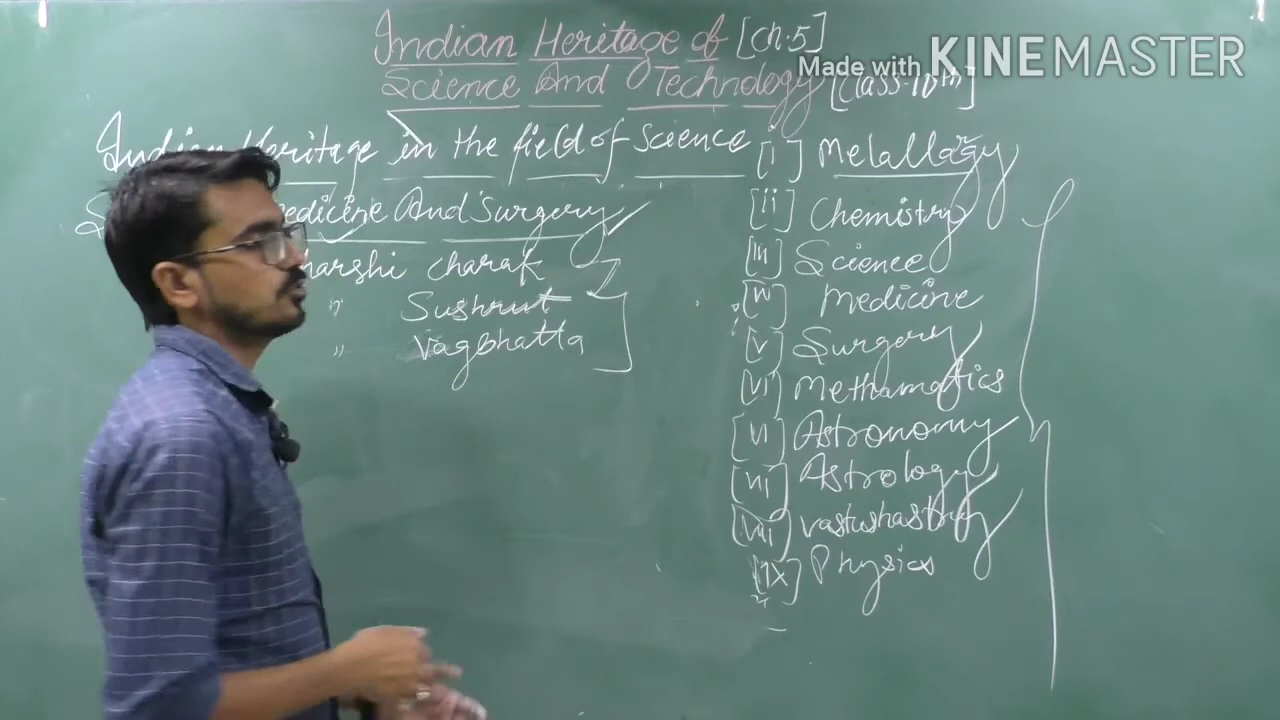 Indian Heritage of [Ch.5]
Science And Technology [Class-10th]
Made with KINEMASTER
Indian Heritage in the field of Science
Medicine And Surgery
harshi Charak
" Sushrut
" Vagbhatta
[i] Metallagy
[ii] Chemistry
[iii] Science
[iv] Medicine
[v] Surgery
[vi] Methamatics
[vi] Astronomy
[vii] Astrology
[viii] Vastushastry
[ix] Physics